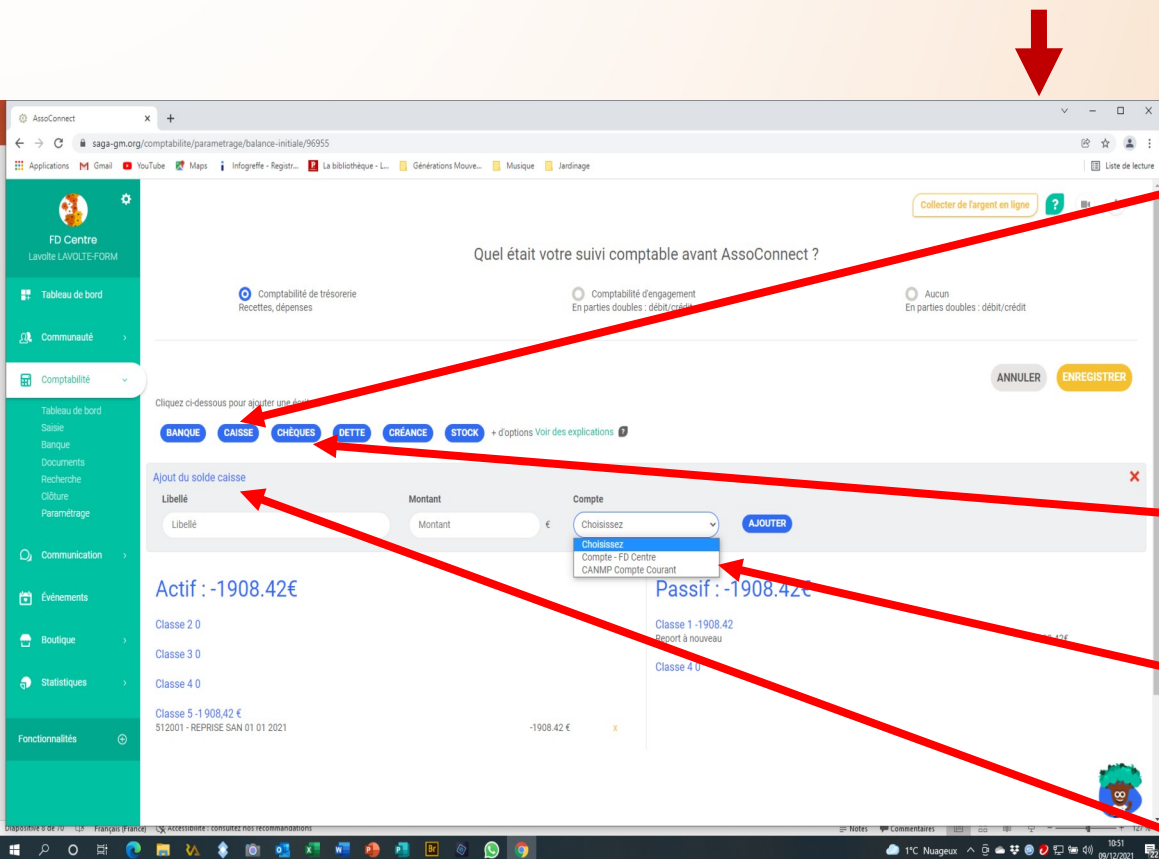 AssoConnect
saga-gm.org/comptabilite/parametrage/balance-initiale/96955
Applications Gmail YouTube Maps Infogreffe - Registr... La bibliothèque - L... Générations Mouve... Musique Jardinage Liste de lecture
FD Centre
Lavolte LAVOLTE-FORM
Collecter de l'argent en ligne ?
Tableau de bord
Communauté
Comptabilité
Tableau de bord
Saisie
Banque
Documents
Recherche
Clôture
Paramétrage
Communication
Événements
Boutique
Statistiques
Fonctionnalités
Quel était votre suivi comptable avant AssoConnect ?
Comptabilité de trésorerie
Recettes, dépenses
Comptabilité d'engagement
En parties doubles : débit/crédit
Aucun
En parties doubles : débit/crédit
ANNULER ENREGISTRER
Cliquez ci-dessous pour ajouter une
BANQUE CAISSE CHÈQUES DETTE CRÉANCE STOCK + d'options Voir des explications ?
Ajout du solde caisse
Libellé Montant Compte
Libellé Montant € Choisissez AJOUTER
Choisissez
Compte - FD Centre
CANMP Compte Courant
Actif : -1908.42€
Classe 2 0
Classe 3 0
Classe 4 0
Classe 5 -1 908,42 €
512001 - REPRISE SAN 01 01 2021 -1908.42 € x
Passif : -1908.42€
Classe 1 -1908.42
Report à nouveau
Classe 4 0
Français (France) Accessibilité : consultez nos recommandations Notes Commentaires 127 %
1°C Nuageux 10:51
09/12/2021